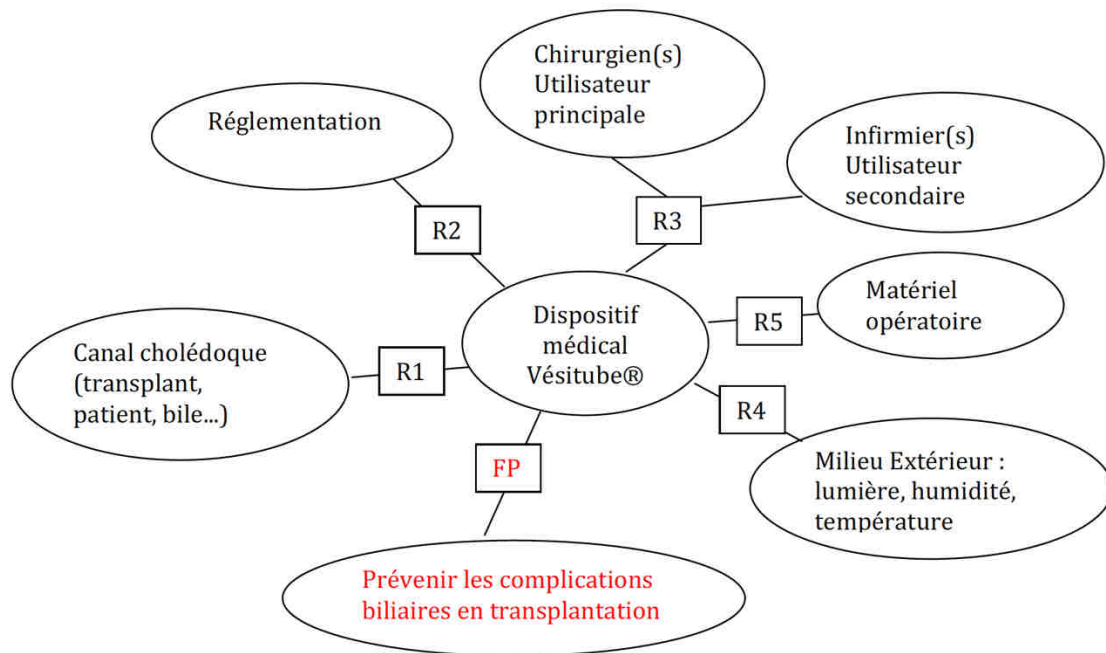 Chirurgien(s)
Utilisateur
principale
Réglementation
Infirmier(s)
Utilisateur
secondaire
R2
R3
Matériel
opératoire
Dispositif
médical
Vésitube®
R5
Canal cholédoque
(transplant,
patient, bile...)
R1
R4
FP
Milieu Extérieur :
lumière, humidité,
température
Prévenir les complications
biliaires en transplantation